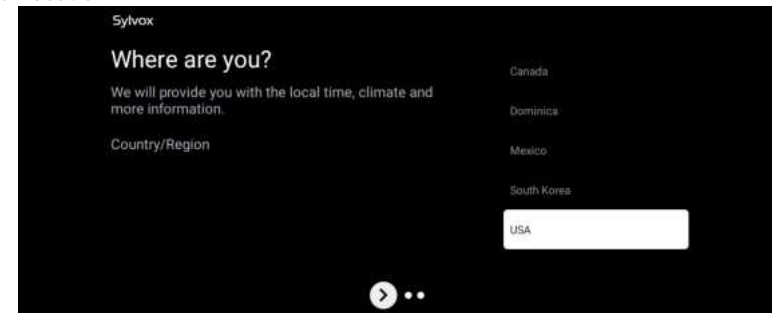 Sylvox
Where are you?
We will provide you with the local time, climate and
more information.
Country/Region
Canada
Dominica
Mexico
South Korea
USA